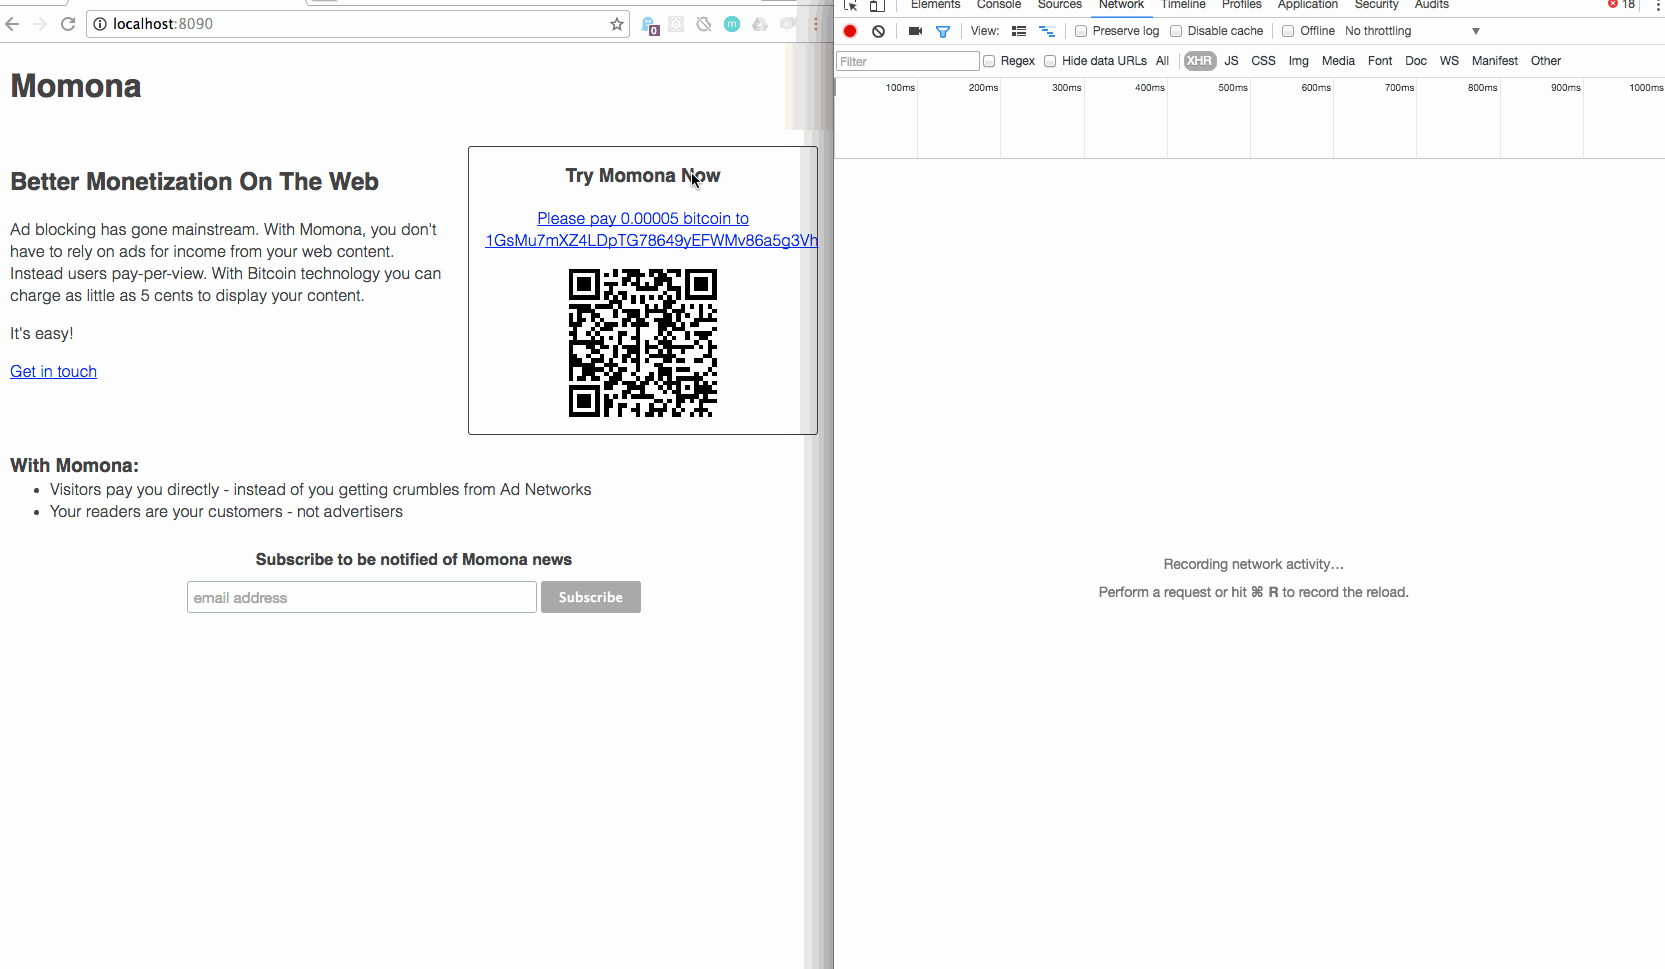 localhost:8090
0
m
Momona
Better Monetization On The Web
Ad blocking has gone mainstream. With Momona, you don't
have to rely on ads for income from your web content.
Instead users pay-per-view. With Bitcoin technology you can
charge as little as 5 cents to display your content.
It's easy!
Get in touch
Try Momona Now
Please pay 0.00005 bitcoin to
1GsMu7mXZ4LDpTG78649yEFWMv86a5g3Vh
With Momona:
Visitors pay you directly - instead of you getting crumbles from Ad Networks
Your readers are your customers - not advertisers
Subscribe to be notified of Momona news
email address Subscribe
Elements Console Sources Network Timeline Profiles Application Security Audits 18
View: Preserve log Disable cache Offline No throttling
Filter Regex Hide data URLs All XHR JS CSS Img Media Font Doc WS Manifest Other
100ms 200ms 300ms 400ms 500ms 600ms 700ms 800ms 900ms 1000ms
Recording network activity…
Perform a request or hit ⌘ R to record the reload.